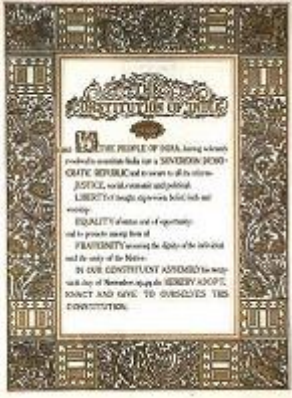 CONSTITUTION OF INDIA
WE, THE PEOPLE OF INDIA, having solemnly
resolved to constitute India into a SOVEREIGN DEMO-
CRATIC REPUBLIC and to secure to all its citizens:
JUSTICE, social, economic and political;
LIBERTY of thought, expression, belief, faith and
worship;
EQUALITY of status and of opportunity;
and to promote among them all
FRATERNITY assuring the dignity of the individual
and the unity of the Nation;
IN OUR CONSTITUENT ASSEMBLY this twenty-
sixth day of November, 1949, do HEREBY ADOPT,
ENACT AND GIVE TO OURSELVES THIS
CONSTITUTION.